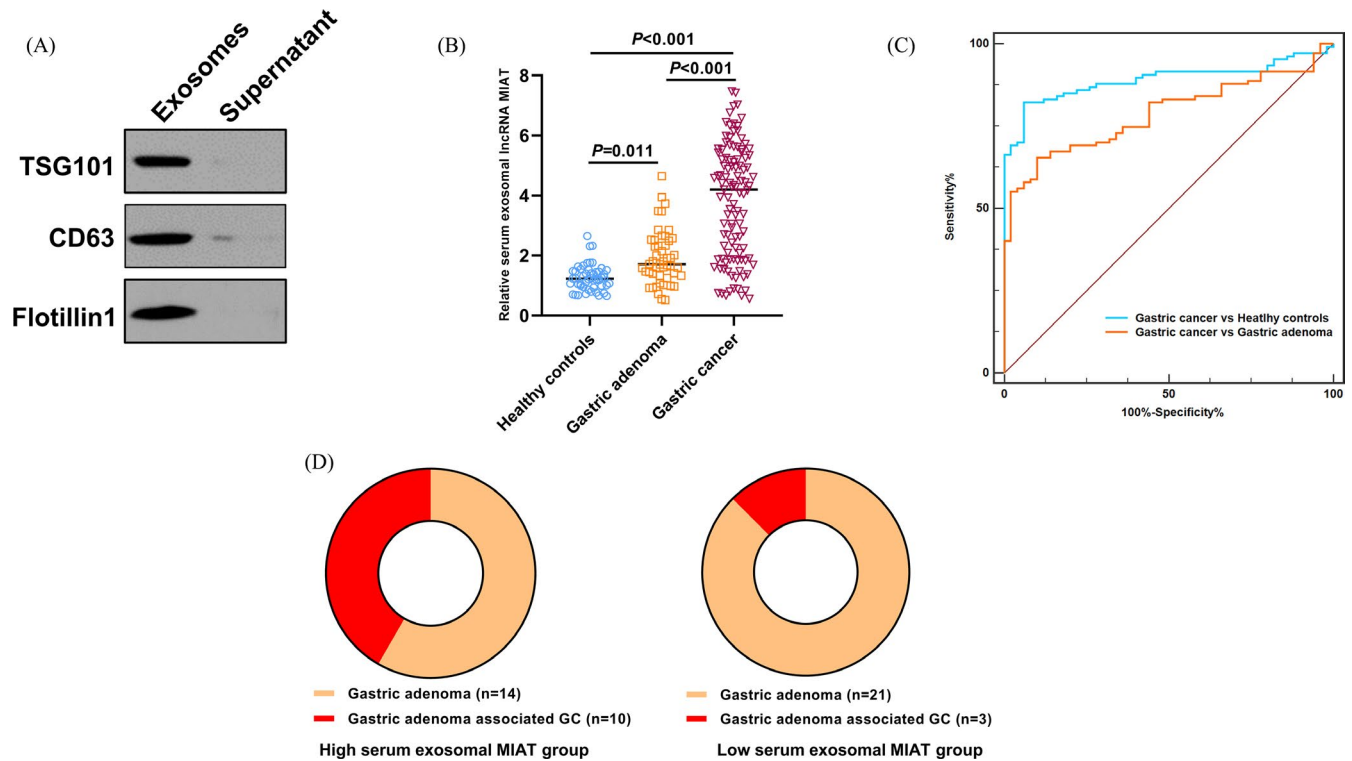 (A)
Exosomes
Supernatant
TSG101
CD63
Flotillin1
(B)
P<0.001
P<0.001
P=0.011
Relative serum exosomal lncRNA MIAT
8
6
4
2
0
Healthy controls
Gastric adenoma
Gastric cancer
(C)
100
50
0
Sensitivity%
Gastric cancer vs Heatlhy controls
Gastric cancer vs Gastric adenoma
0
50
100
100%-Specificity%
(D)
Gastric adenoma (n=14)
Gastric adenoma associated GC (n=10)
High serum exosomal MIAT group
Gastric adenoma (n=21)
Gastric adenoma associated GC (n=3)
Low serum exosomal MIAT group